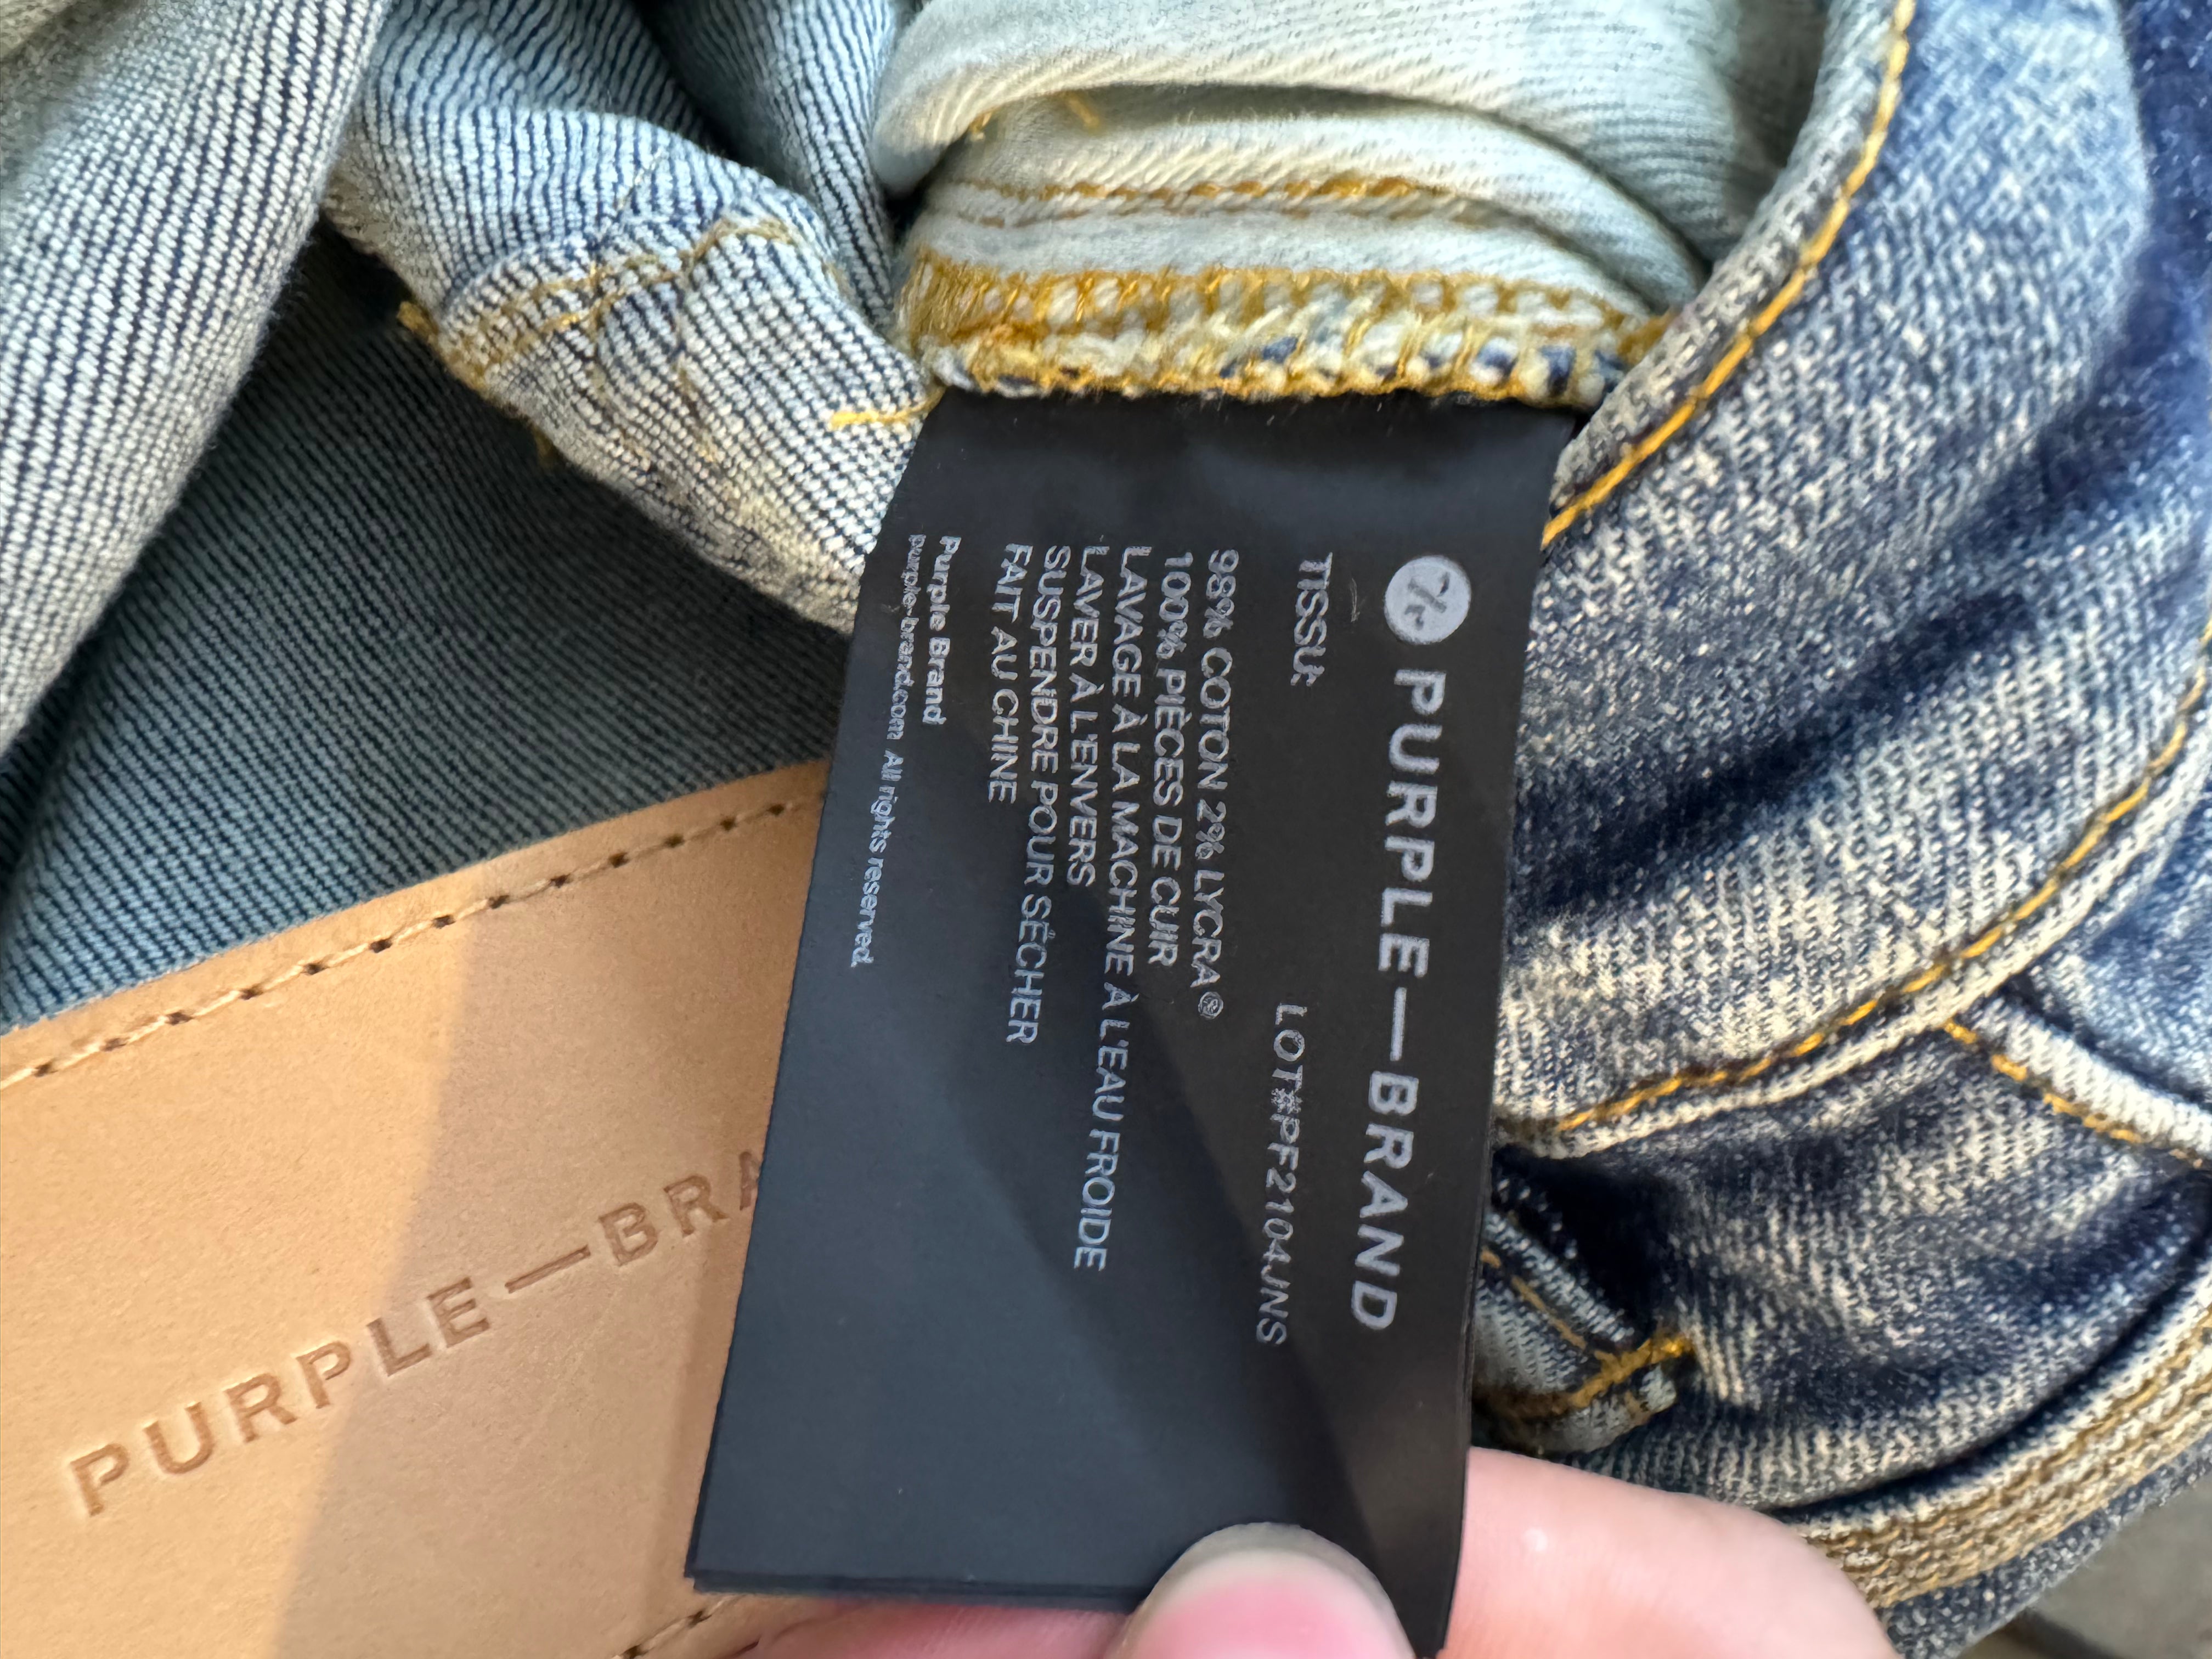 PURPLE—BRAND
TISSU: LOT#PF2104JNS
98% COTON 2% LYCRA®
100% PIÈCES DE CUIR
LAVAGE À LA MACHINE À L'EAU FROIDE
LAVER À L'ENVERS
SUSPENDRE POUR SÉCHER
FAIT AU CHINE
Purple Brand
purple-brand.com All rights reserved.
PURPLE—BRA